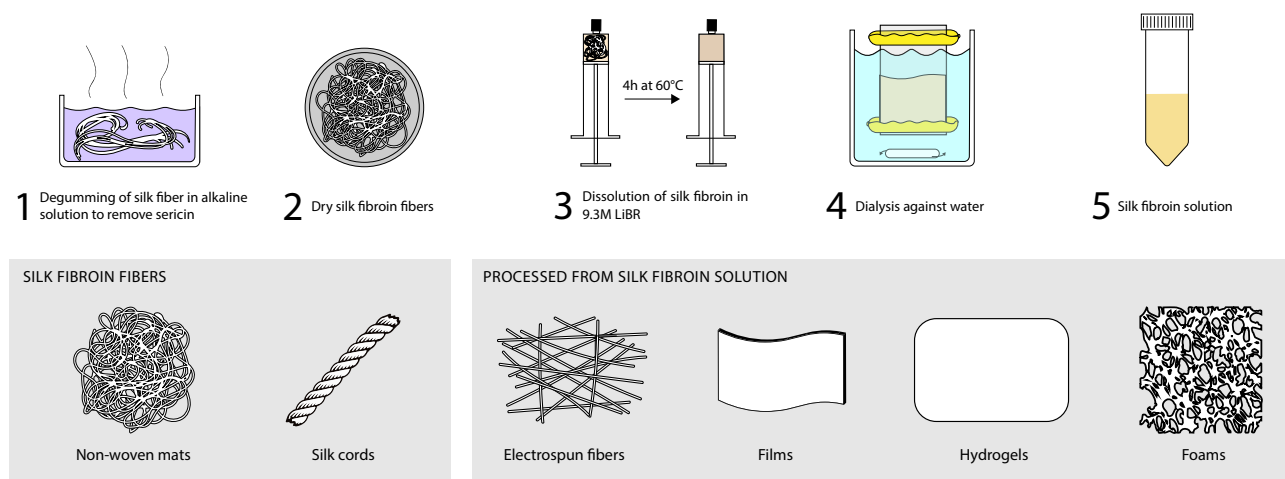 4h at 60°C
1 Degumming of silk fiber in alkaline
solution to remove sericin
2 Dry silk fibroin fibers
3 Dissolution of silk fibroin in
9.3M LiBR
4 Dialysis against water
5 Silk fibroin solution
SILK FIBROIN FIBERS
Non-woven mats
Silk cords
PROCESSED FROM SILK FIBROIN SOLUTION
Electrospun fibers
Films
Hydrogels
Foams